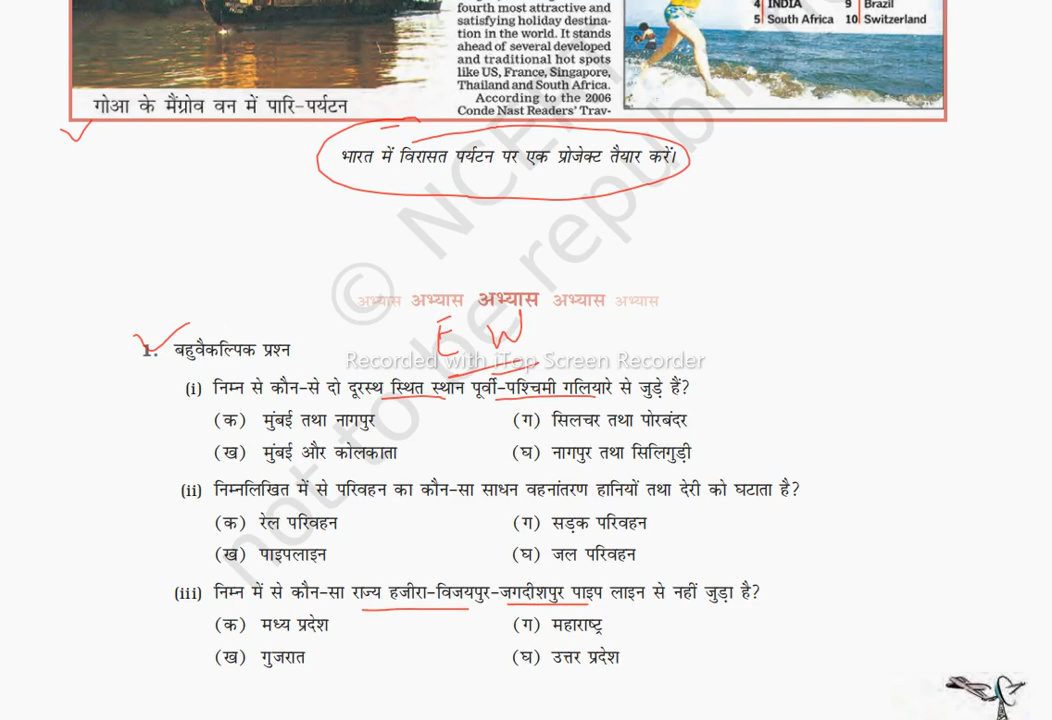 fourth most attractive and
satisfying holiday destina-
tion in the world. It stands
ahead of several developed
and traditional hot spots
like US, France, Singapore,
Thailand and South Africa.
According to the 2006
Conde Nast Readers' Trav-
4 INDIA 9 Brazil
5 South Africa 10 Switzerland
गोआ के मैंग्रोव वन में पारि-पर्यटन
भारत में विरासत पर्यटन पर एक प्रोजेक्ट तैयार करें।
© NCE
not to be republi
अभ्यास अभ्यास अभ्यास अभ्यास अभ्यास
E W
1. बहुवैकल्पिक प्रश्न
Recorded with iTop Screen Recorder
(i) निम्न से कौन-से दो दूरस्थ स्थित स्थान पूर्वी-पश्चिमी गलियारे से जुड़े हैं?
(क) मुंबई तथा नागपुर (ग) सिलचर तथा पोरबंदर
(ख) मुंबई और कोलकाता (घ) नागपुर तथा सिलिगुड़ी
(ii) निम्नलिखित में से परिवहन का कौन-सा साधन वहनांतरण हानियों तथा देरी को घटाता है?
(क) रेल परिवहन (ग) सड़क परिवहन
(ख) पाइपलाइन (घ) जल परिवहन
(iii) निम्न में से कौन-सा राज्य हजीरा-विजयपुर-जगदीशपुर पाइप लाइन से नहीं जुड़ा है?
(क) मध्य प्रदेश (ग) महाराष्ट्र
(ख) गुजरात (घ) उत्तर प्रदेश